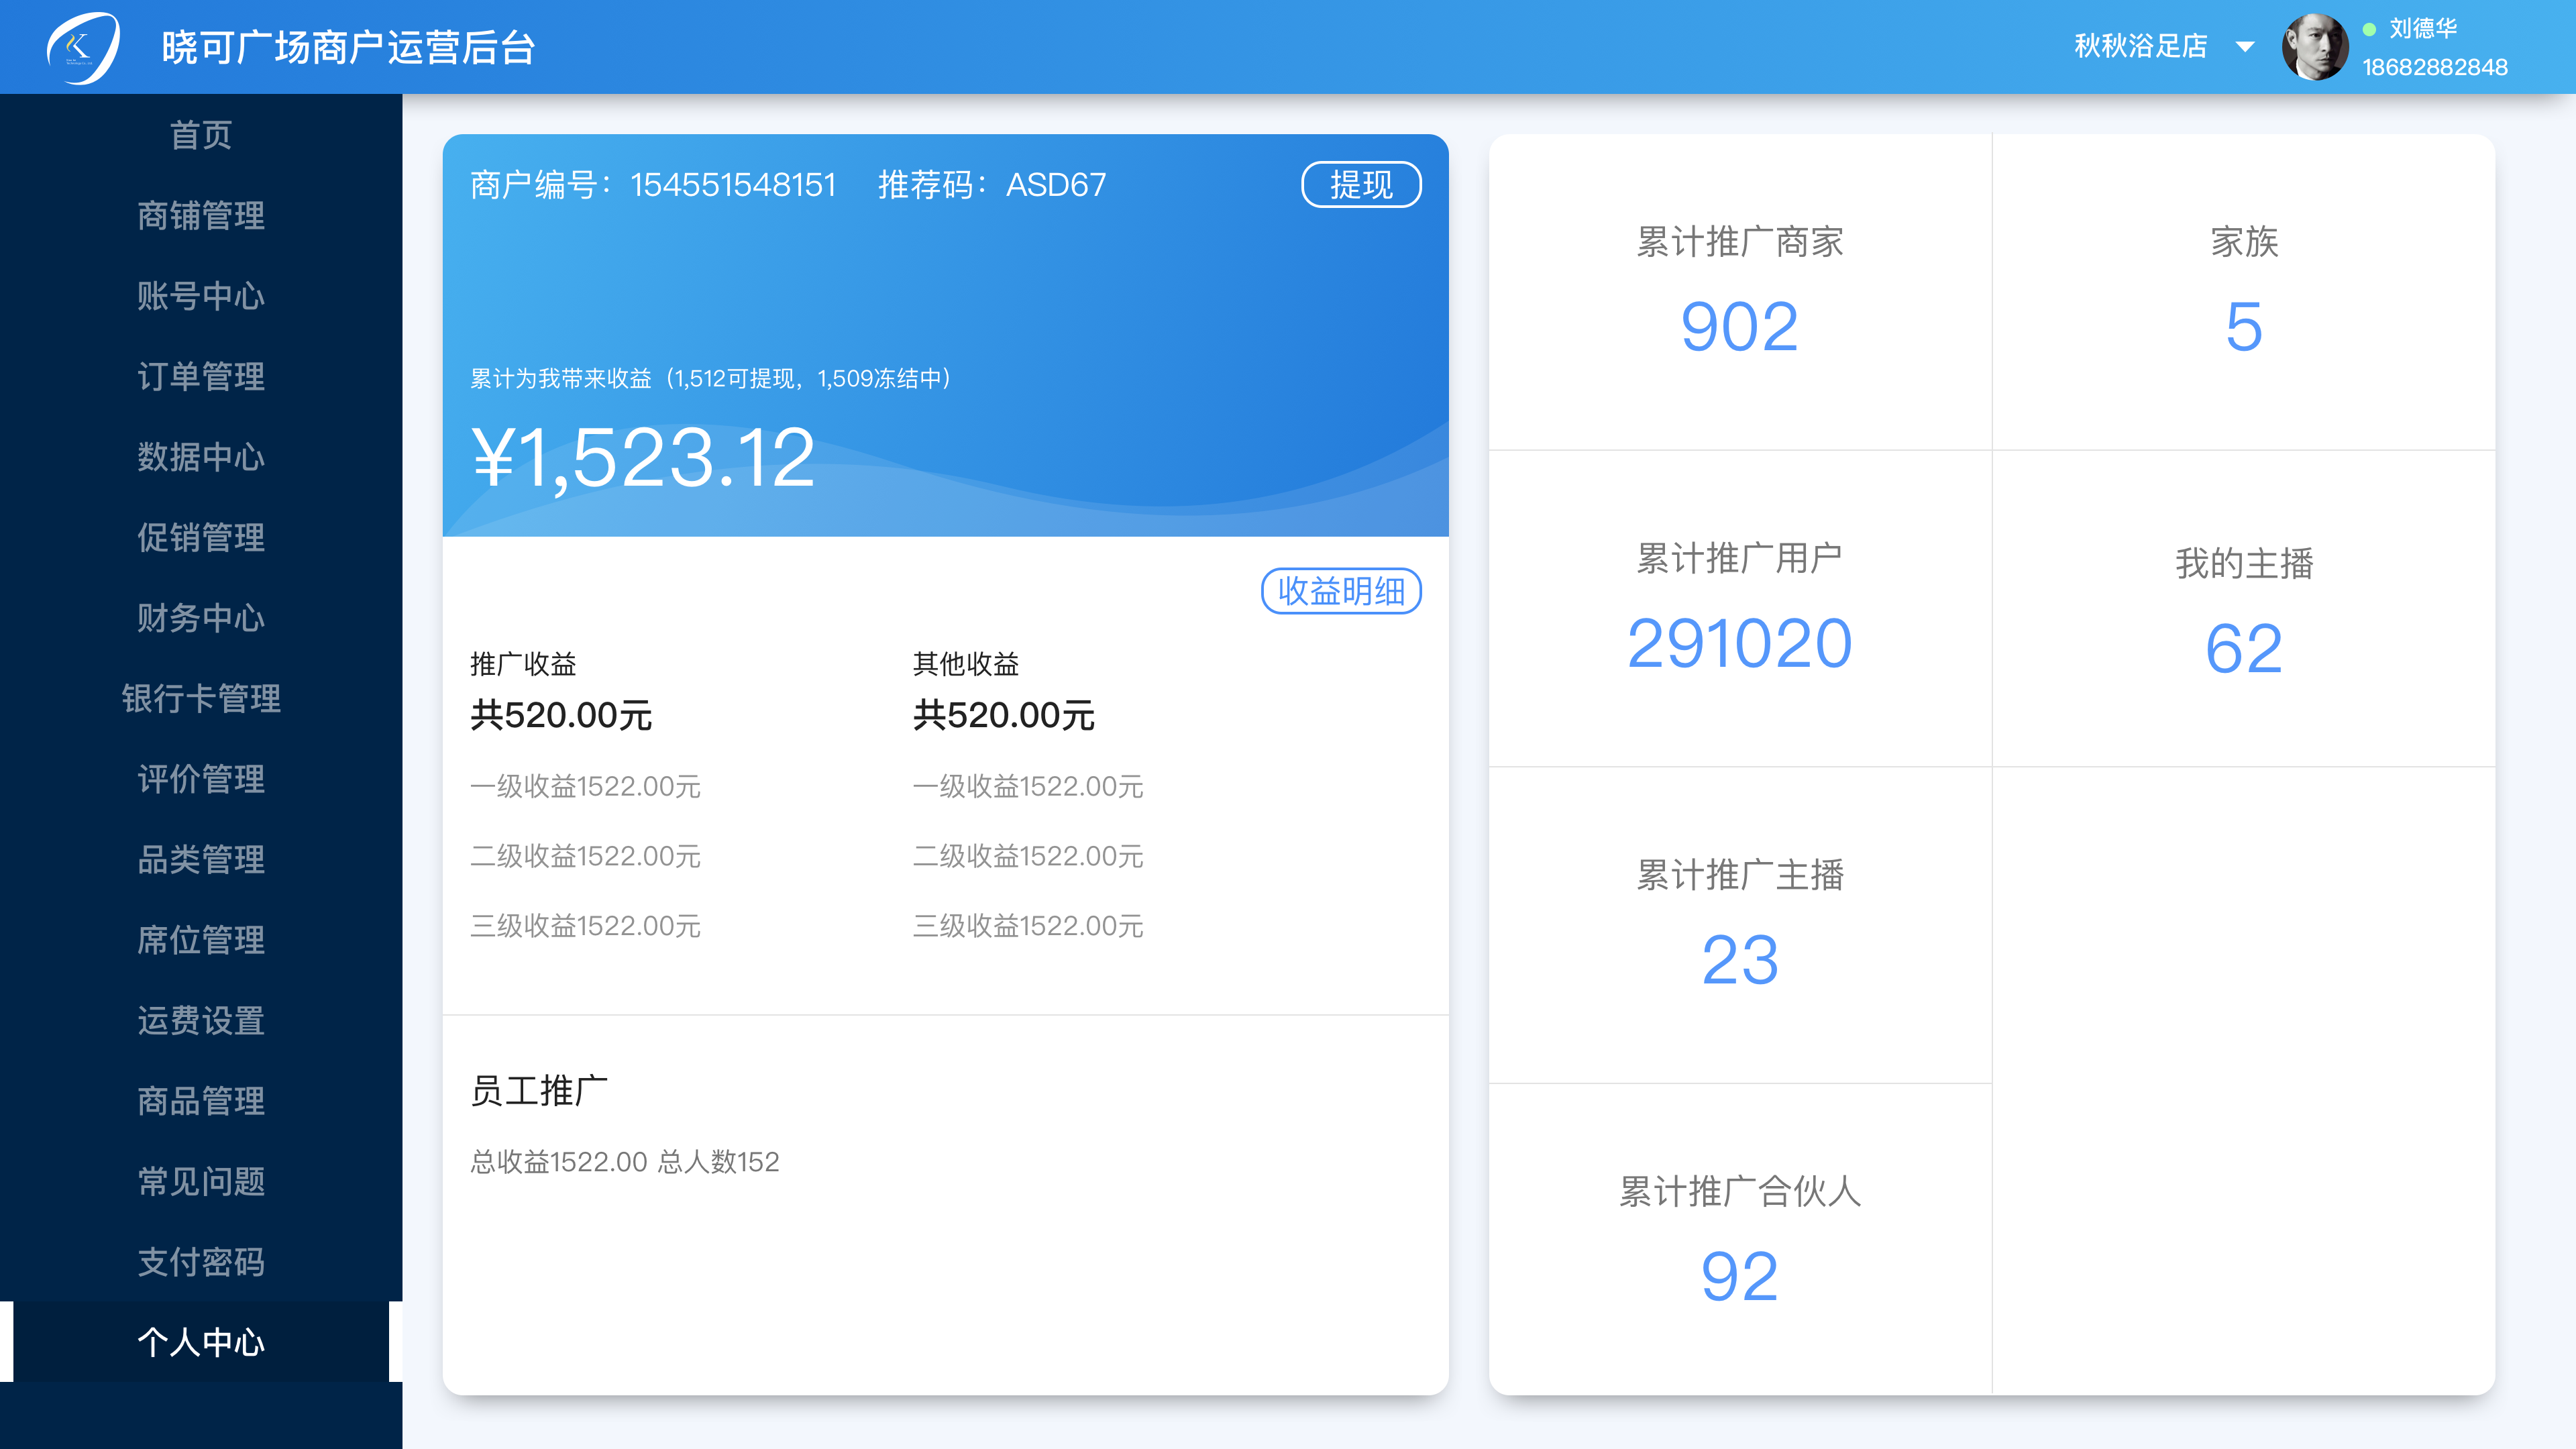 晓可广场商户运营后台
秋秋浴足店
刘德华
18682882848
首页
商铺管理
账号中心
订单管理
数据中心
促销管理
财务中心
银行卡管理
评价管理
品类管理
席位管理
运费设置
商品管理
常见问题
支付密码
个人中心
商户编号：154551548151 推荐码：ASD67
提现
累计为我带来收益（1,512可提现，1,509冻结中）
¥1,523.12
收益明细
推广收益
共520.00元
一级收益1522.00元
二级收益1522.00元
三级收益1522.00元
其他收益
共520.00元
一级收益1522.00元
二级收益1522.00元
三级收益1522.00元
员工推广
总收益1522.00 总人数152
累计推广商家
902
家族
5
累计推广用户
291020
我的主播
62
累计推广主播
23
累计推广合伙人
92